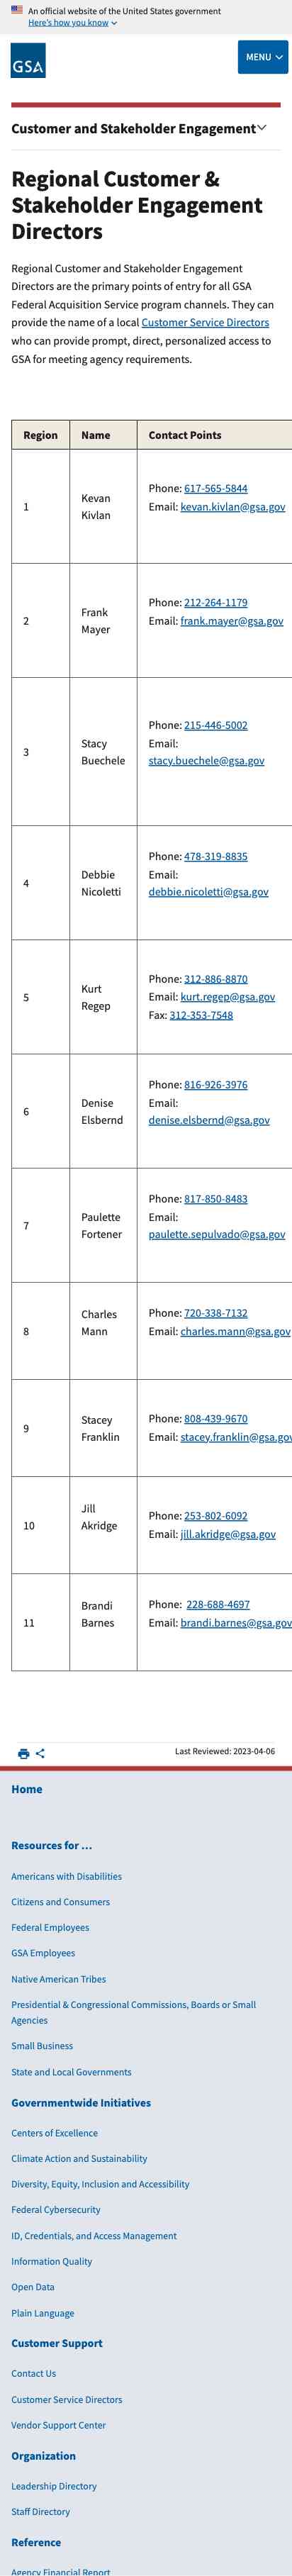 An official website of the United States government
Here's how you know
GSA
MENU
Customer and Stakeholder Engagement
Regional Customer &
Stakeholder Engagement
Directors
Regional Customer and Stakeholder Engagement
Directors are the primary points of entry for all GSA
Federal Acquisition Service program channels. They can
provide the name of a local Customer Service Directors
who can provide prompt, direct, personalized access to
GSA for meeting agency requirements.
Region Name Contact Points
1 Kevan Kivlan Phone: 617-565-5844
Email: kevan.kivlan@gsa.gov
2 Frank Mayer Phone: 212-264-1179
Email: frank.mayer@gsa.gov
3 Stacy Buechele Phone: 215-446-5002
Email:
stacy.buechele@gsa.gov
4 Debbie Nicoletti Phone: 478-319-8835
Email:
debbie.nicoletti@gsa.gov
5 Kurt Regep Phone: 312-886-8870
Email: kurt.regep@gsa.gov
Fax: 312-353-7548
6 Denise Elsbernd Phone: 816-926-3976
Email:
denise.elsbernd@gsa.gov
7 Paulette Fortener Phone: 817-850-8483
Email:
paulette.sepulvado@gsa.gov
8 Charles Mann Phone: 720-338-7132
Email: charles.mann@gsa.gov
9 Stacey Franklin Phone: 808-439-9670
Email: stacey.franklin@gsa.gov
10 Jill Akridge Phone: 253-802-6092
Email: jill.akridge@gsa.gov
11 Brandi Barnes Phone: 228-688-4697
Email: brandi.barnes@gsa.gov
Last Reviewed: 2023-04-06
Home
Resources for …
Americans with Disabilities
Citizens and Consumers
Federal Employees
GSA Employees
Native American Tribes
Presidential & Congressional Commissions, Boards or Small
Agencies
Small Business
State and Local Governments
Governmentwide Initiatives
Centers of Excellence
Climate Action and Sustainability
Diversity, Equity, Inclusion and Accessibility
Federal Cybersecurity
ID, Credentials, and Access Management
Information Quality
Open Data
Plain Language
Customer Support
Contact Us
Customer Service Directors
Vendor Support Center
Organization
Leadership Directory
Staff Directory
Reference
Agency Financial Report